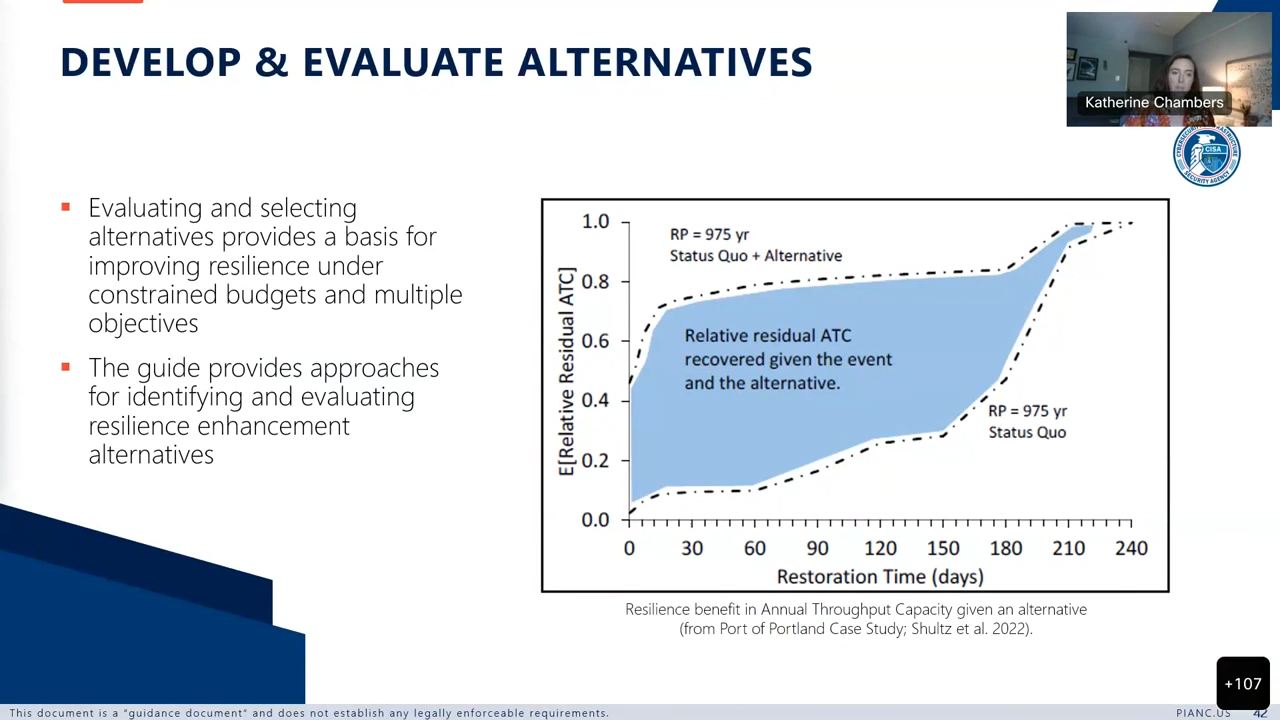 DEVELOP & EVALUATE ALTERNATIVES
Katherine Chambers
CISA
SECURITY AGENCY
Evaluating and selecting
alternatives provides a basis for
improving resilience under
constrained budgets and multiple
objectives
The guide provides approaches
for identifying and evaluating
resilience enhancement
alternatives
E[Relative Residual ATC]
1.0
0.8
0.6
0.4
0.2
0.0
RP = 975 yr
Status Quo + Alternative
Relative residual ATC
recovered given the event
and the alternative.
RP = 975 yr
Status Quo
0 30 60 90 120 150 180 210 240
Restoration Time (days)
Resilience benefit in Annual Throughput Capacity given an alternative
(from Port of Portland Case Study; Shultz et al. 2022).
+107
This document is a "guidance document" and does not establish any legally enforceable requirements.
PIANC.US 42